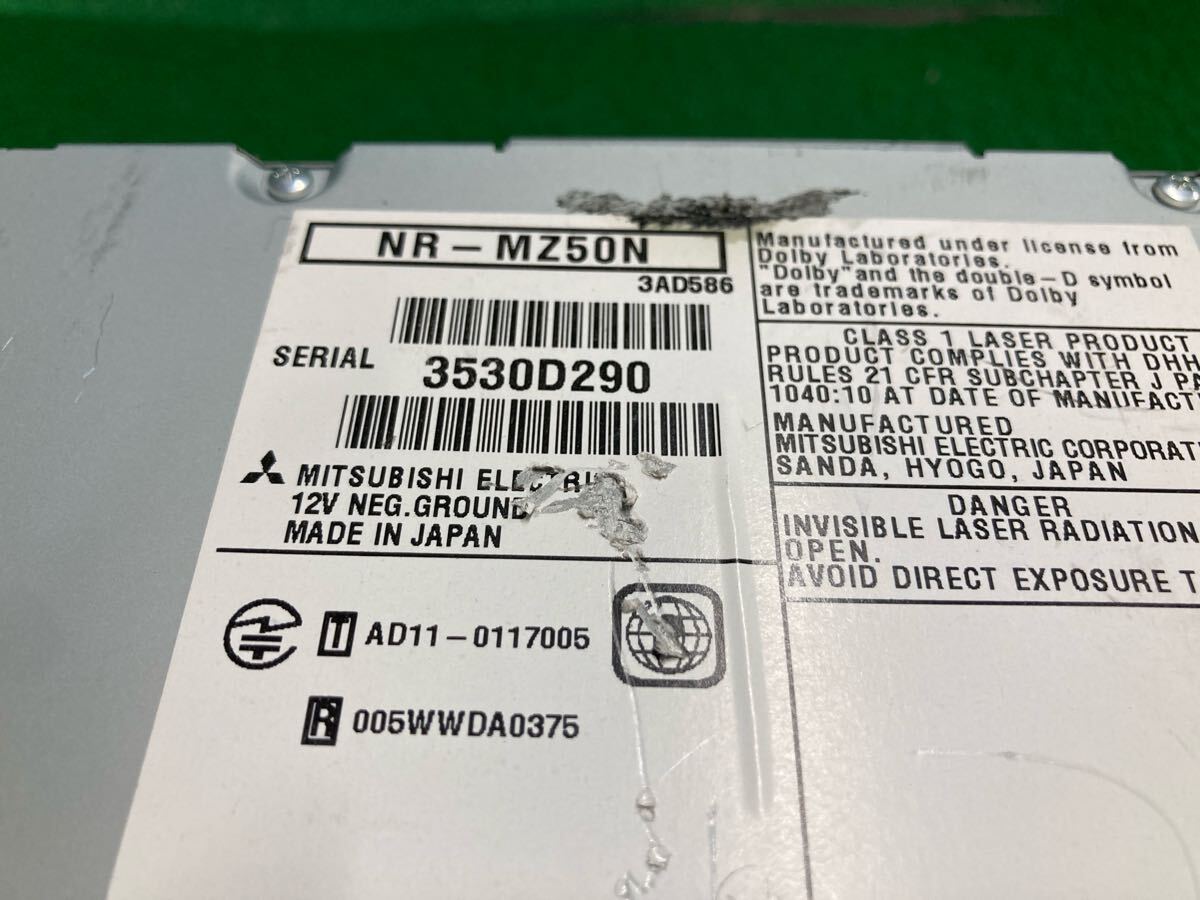 NR-MZ50N
3AD586
SERIAL
3530D290
MITSUBISHI
12V NEG.GROUND
MADE IN JAPAN
T AD11-0117005
R 005WWDA0375
Manufactured under license from
Dolby Laboratories.
"Dolby"and the double-D symbol
are trademarks of Dolby
Laboratories.
CLASS 1 LASER PRODUCT
PRODUCT COMPLIES WITH DHH
RULES 21 CFR SUBCHAPTER J PA
1040:10 AT DATE OF MANUFACT
MANUFACTURED
MITSUBISHI ELECTRIC CORPORAT
SANDA, HYOGO, JAPAN
DANGER
INVISIBLE LASER RADIATION
OPEN.
AVOID DIRECT EXPOSURE T